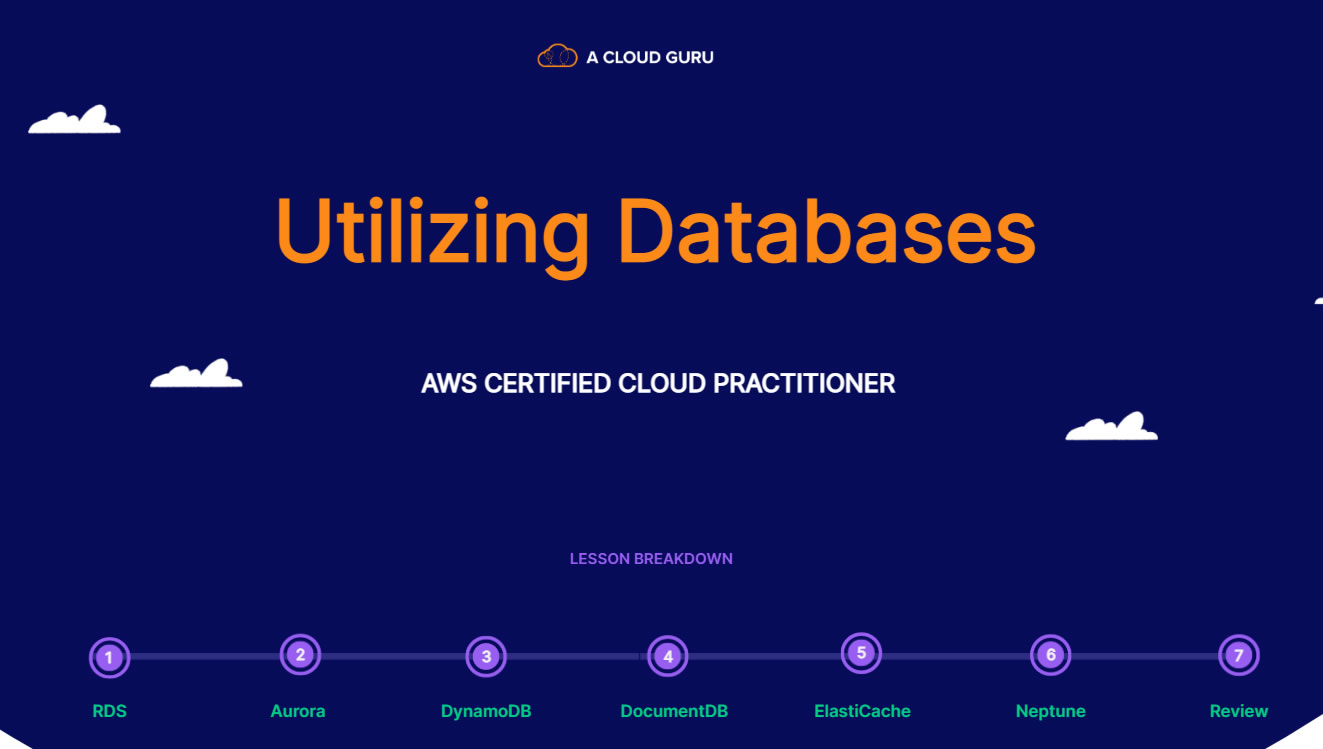 A CLOUD GURU
Utilizing Databases
AWS CERTIFIED CLOUD PRACTITIONER
LESSON BREAKDOWN
1 2 3 4 5 6 7
RDS Aurora DynamoDB DocumentDB ElastiCache Neptune Review